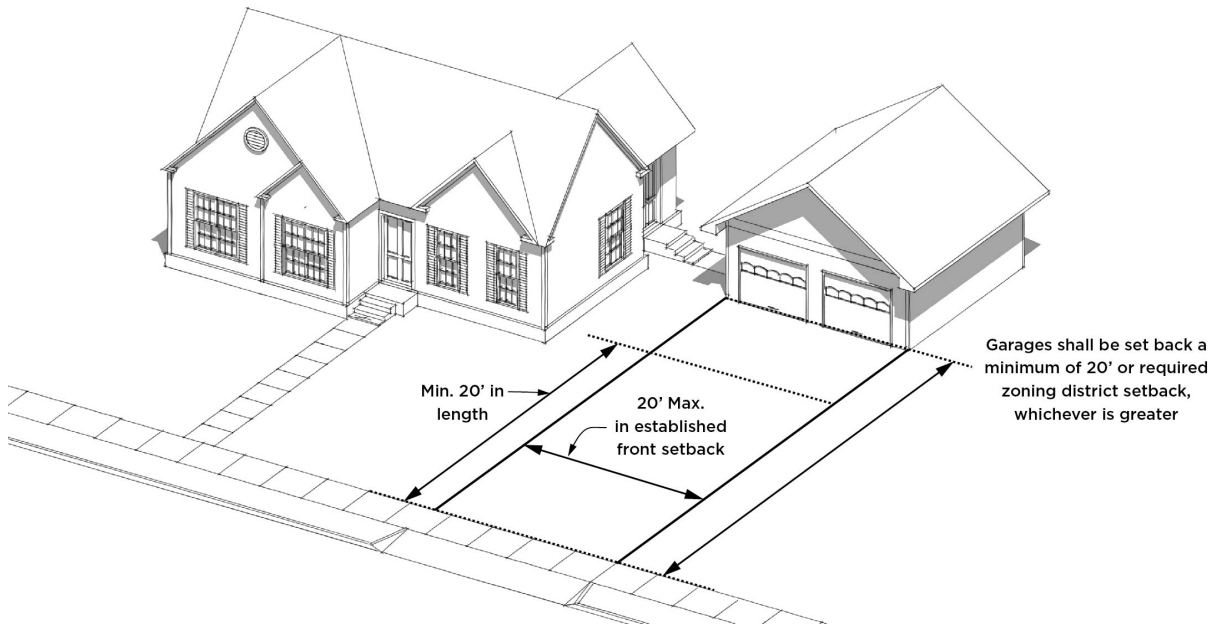 Min. 20’ in
length
20’ Max.
in established
front setback
Garages shall be set back a
minimum of 20’ or required
zoning district setback,
whichever is greater